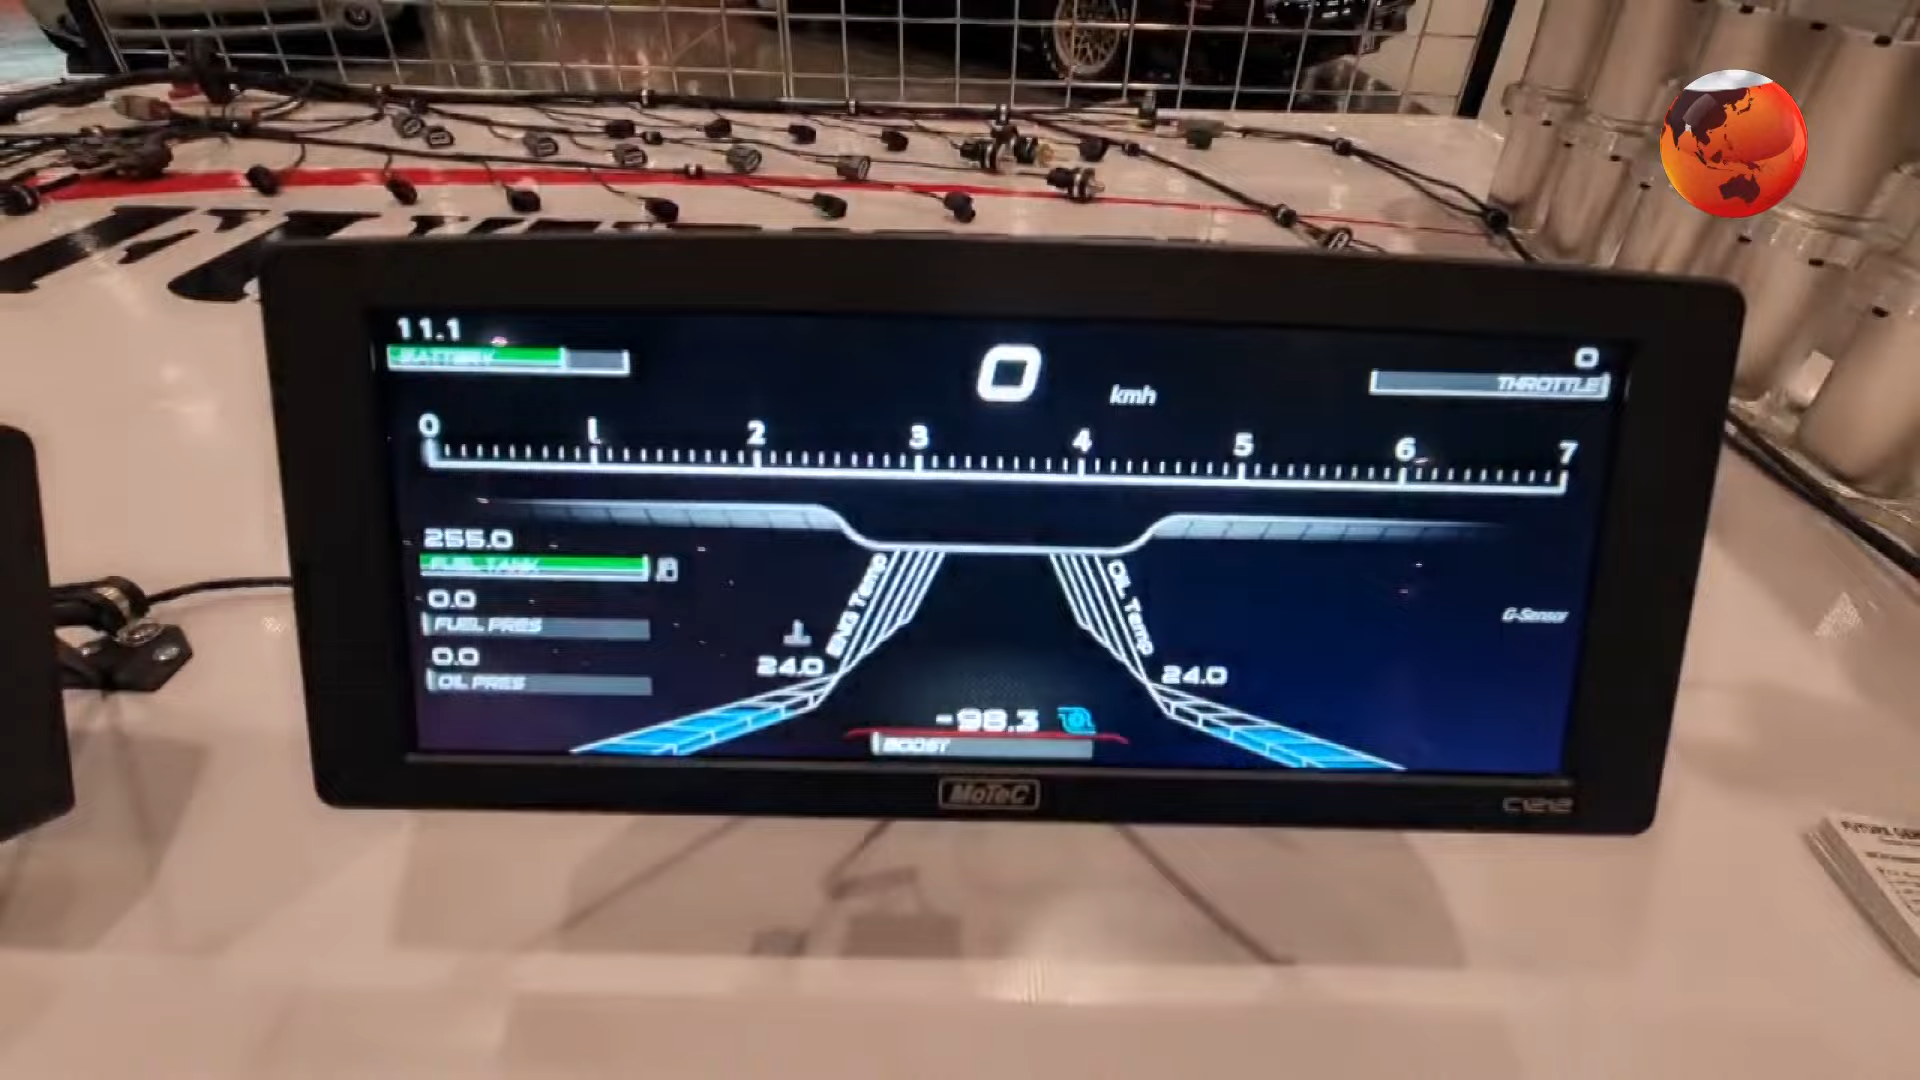 11.1
BATTERY
0
kmh
0
THROTTLE
0 1 2 3 4 5 6 7
255.0
FUEL TANK
0.0
FUEL PRES
0.0
OIL PRES
ENG Temp
24.0
OIL Temp
24.0
G-Sensor
-98.3
BOOST
MoTeC
C1212